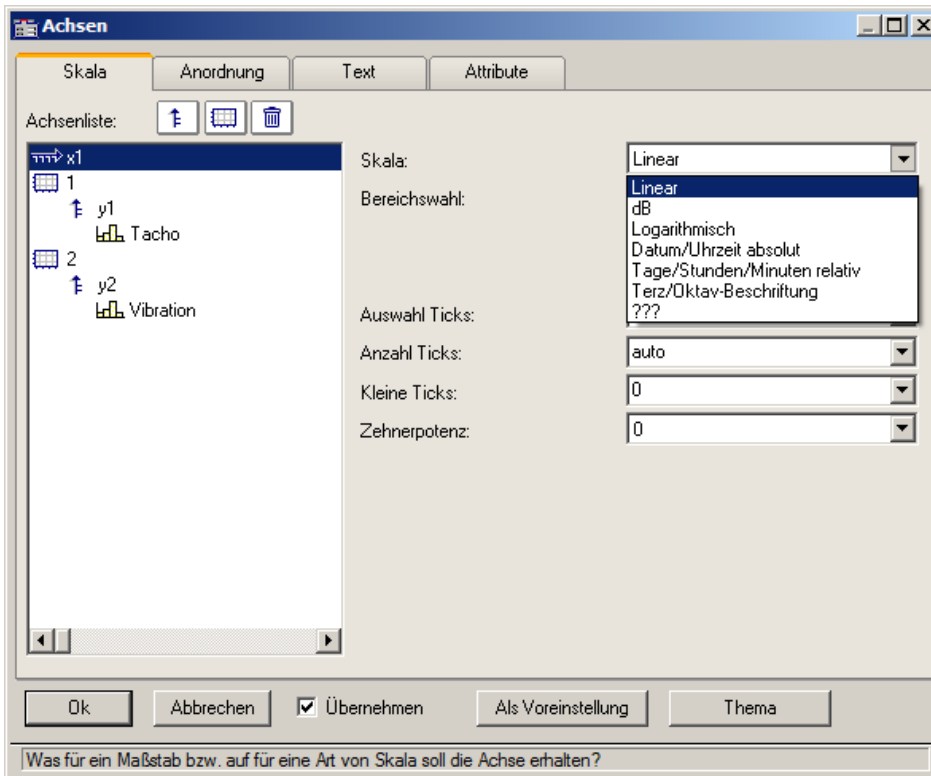 Achsen
Skala Anordnung Text Attribute
Achsenliste:
x1
1
y1
Tacho
2
y2
Vibration
Skala: Linear
Bereichswahl:
Linear
dB
Logarithmisch
Datum/Uhrzeit absolut
Tage/Stunden/Minuten relativ
Terz/Oktav-Beschriftung
???
Auswahl Ticks:
Anzahl Ticks: auto
Kleine Ticks: 0
Zehnerpotenz: 0
Ok Abbrechen Übernehmen Als Voreinstellung Thema
Was für ein Maßstab bzw. auf für eine Art von Skala soll die Achse erhalten?